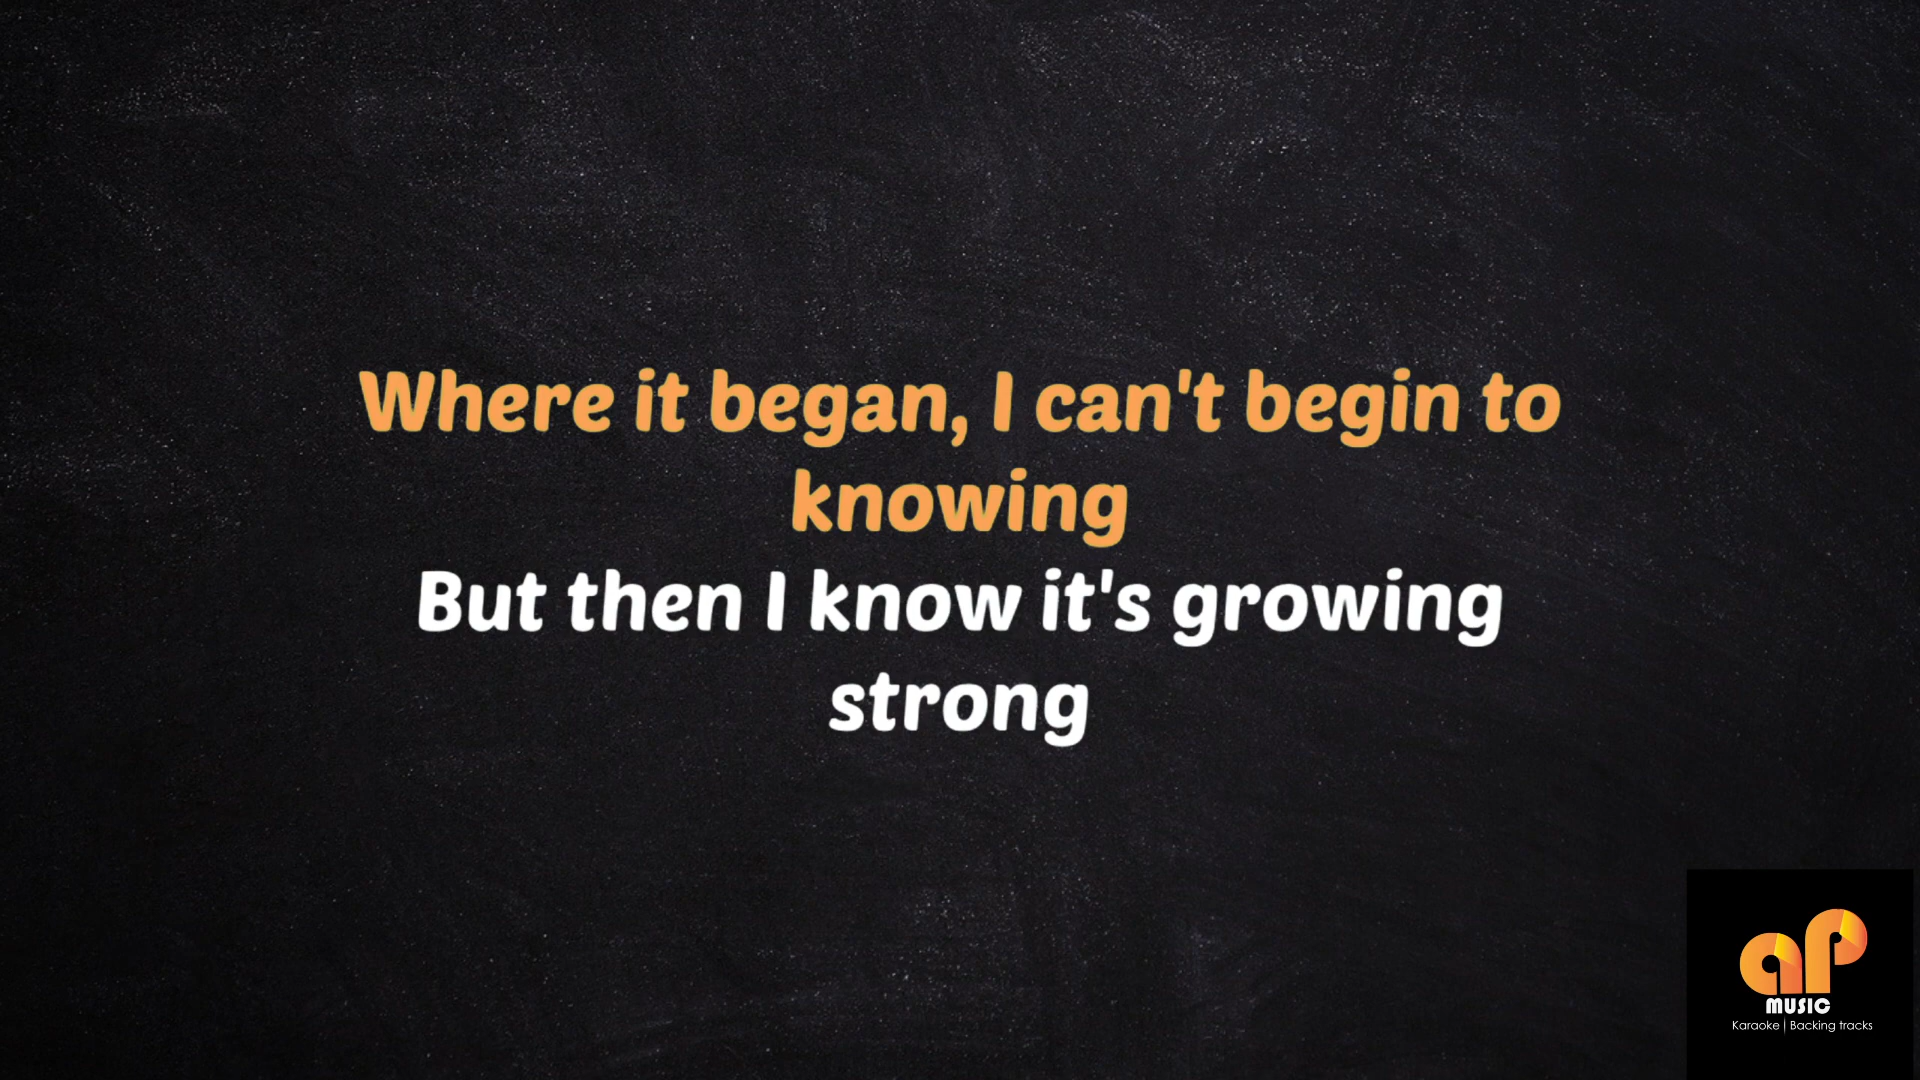 Where it began, I can't begin to
knowing
But then I know it's growing
strong
aP
MUSIC
Karaoke | Backing tracks